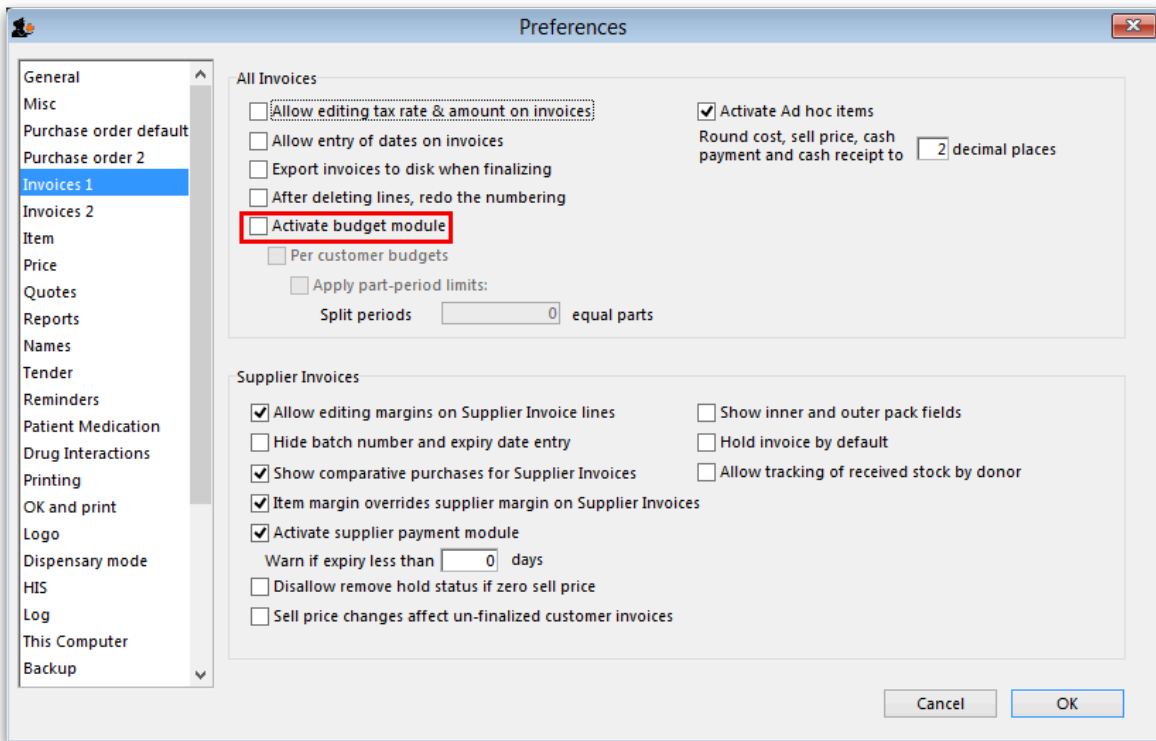 Preferences
General
Misc
Purchase order default
Purchase order 2
Invoices 1
Invoices 2
Item
Price
Quotes
Reports
Names
Tender
Reminders
Patient Medication
Drug Interactions
Printing
OK and print
Logo
Dispensary mode
HIS
Log
This Computer
Backup
All Invoices
Allow editing tax rate & amount on invoices
Allow entry of dates on invoices
Export invoices to disk when finalizing
After deleting lines, redo the numbering
Activate budget module
Per customer budgets
Apply part-period limits:
Split periods 0 equal parts
Activate Ad hoc items
Round cost, sell price, cash
payment and cash receipt to 2 decimal places
Supplier Invoices
Allow editing margins on Supplier Invoice lines
Hide batch number and expiry date entry
Show comparative purchases for Supplier Invoices
Item margin overrides supplier margin on Supplier Invoices
Activate supplier payment module
Warn if expiry less than 0 days
Disallow remove hold status if zero sell price
Sell price changes affect un-finalized customer invoices
Show inner and outer pack fields
Hold invoice by default
Allow tracking of received stock by donor
Cancel
OK